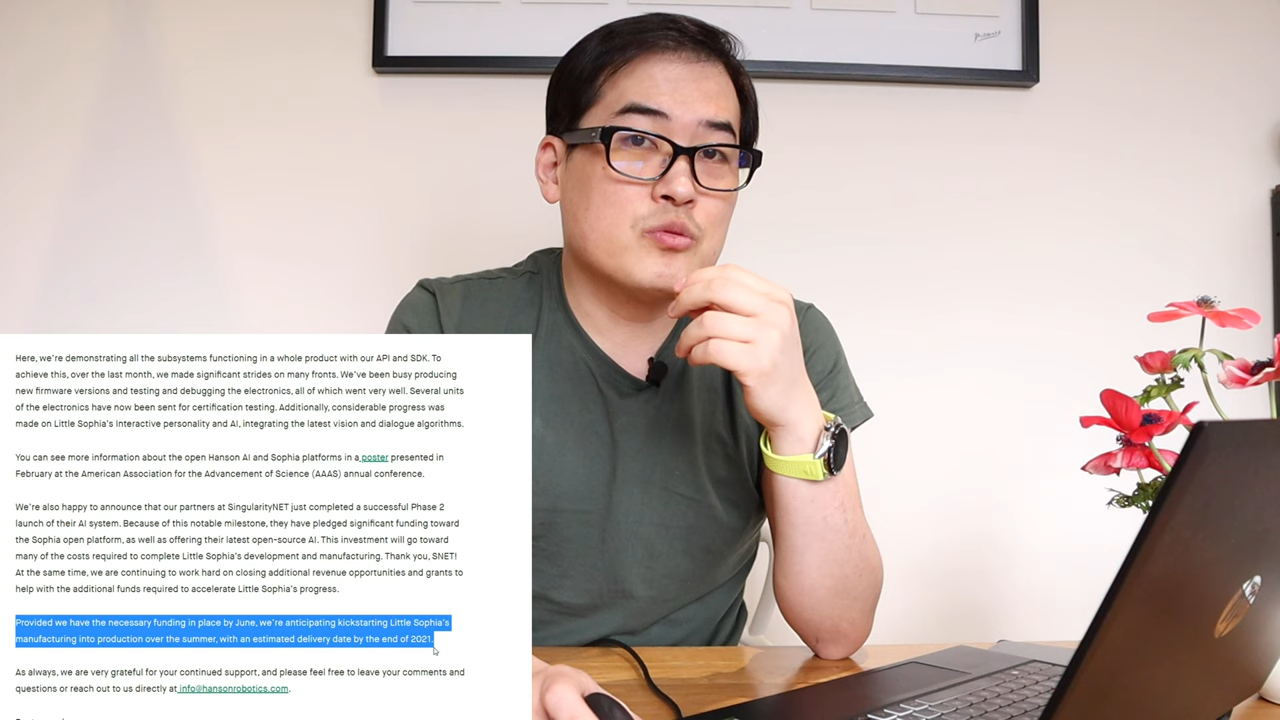 Here, we're demonstrating all the subsystems functioning in a whole product with our API and SDK. To
achieve this, over the last month, we made significant strides on many fronts. We've been busy producing
new firmware versions and testing and debugging the electronics, all of which went very well. Several units
of the electronics have now been sent for certification testing. Additionally, considerable progress was
made on Little Sophia's Interactive personality and AI, integrating the latest vision and dialogue algorithms.
You can see more information about the open Hanson AI and Sophia platforms in a poster presented in
February at the American Association for the Advancement of Science (AAAS) annual conference.
We're also happy to announce that our partners at SingularityNET just completed a successful Phase 2
launch of their AI system. Because of this notable milestone, they have pledged significant funding toward
the Sophia open platform, as well as offering their latest open-source AI. This investment will go toward
many of the costs required to complete Little Sophia's development and manufacturing. Thank you, SNET!
At the same time, we are continuing to work hard on closing additional revenue opportunities and grants to
help with the additional funds required to accelerate Little Sophia's progress.
Provided we have the necessary funding in place by June, we're anticipating kickstarting Little Sophia's
manufacturing into production over the summer, with an estimated delivery date by the end of 2021.
As always, we are very grateful for your continued support, and please feel free to leave your comments and
questions or reach out to us directly at info@hansonrobotics.com.
hp